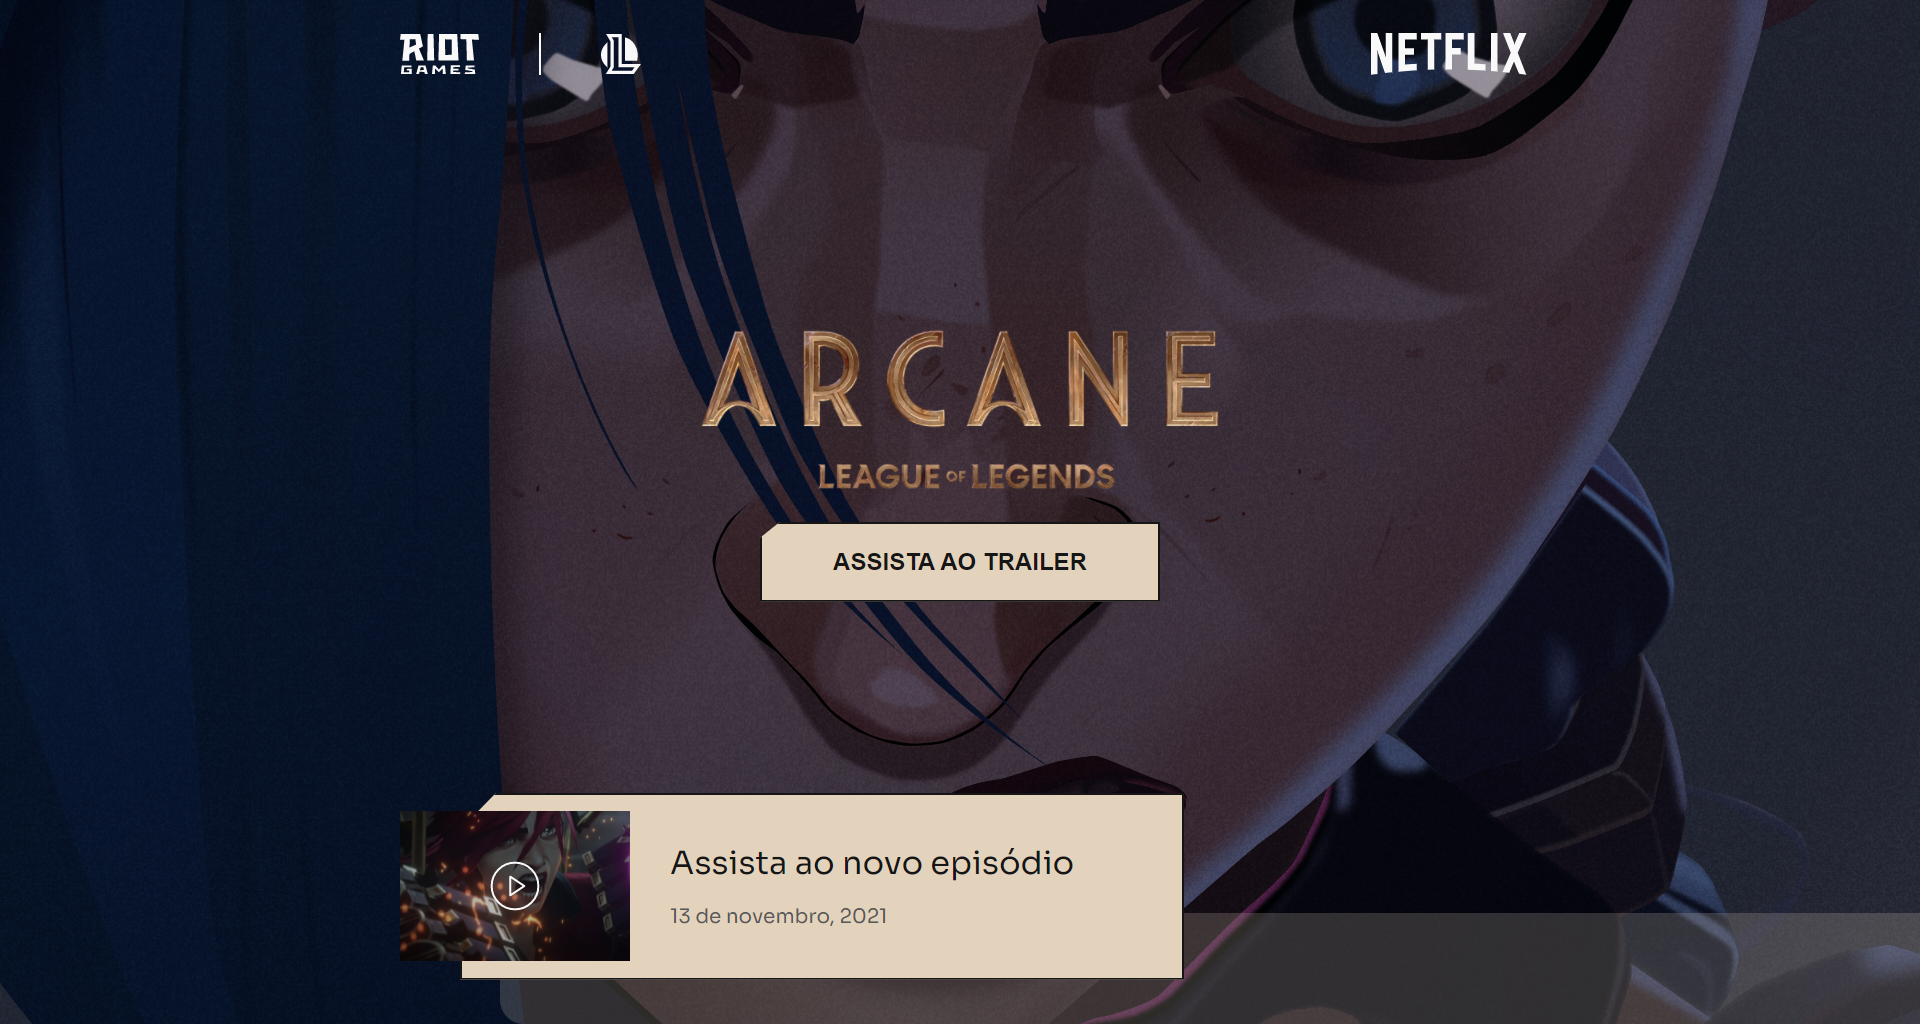 RIOT
GAMES
NETFLIX
ARCANE
LEAGUE OF LEGENDS
ASSISTA AO TRAILER
Assista ao novo episódio
13 de novembro, 2021